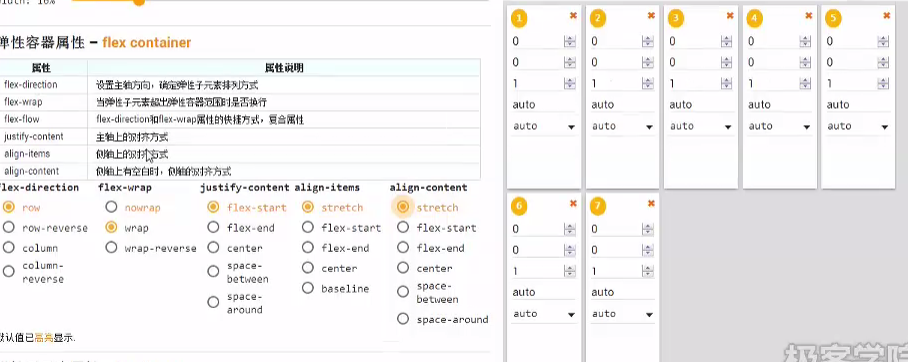 弹性容器属性 – flex container
属性 属性说明
flex-direction 设置主轴方向，确定弹性子元素排列方式
flex-wrap 当弹性子元素超出弹性容器范围时是否换行
flex-flow flex-direction和flex-wrap属性的快捷方式，复合属性
justify-content 主轴上的对齐方式
align-items 侧轴上的对齐方式
align-content 侧轴上有空白时，侧轴的对齐方式
flex-direction flex-wrap justify-content align-items align-content
row nowrap flex-start stretch stretch
row-reverse wrap flex-end flex-start flex-start
column wrap-reverse center flex-end flex-end
column-reverse space-between center center
space-around baseline space-between
space-around
默认值已高亮显示.
1 2 3 4 5
0 0 0 0 0
0 0 0 0 0
1 1 1 1 1
auto auto auto auto auto
auto auto auto auto auto
6 7
0 0
0 0
1 1
auto auto
auto auto
极客学院